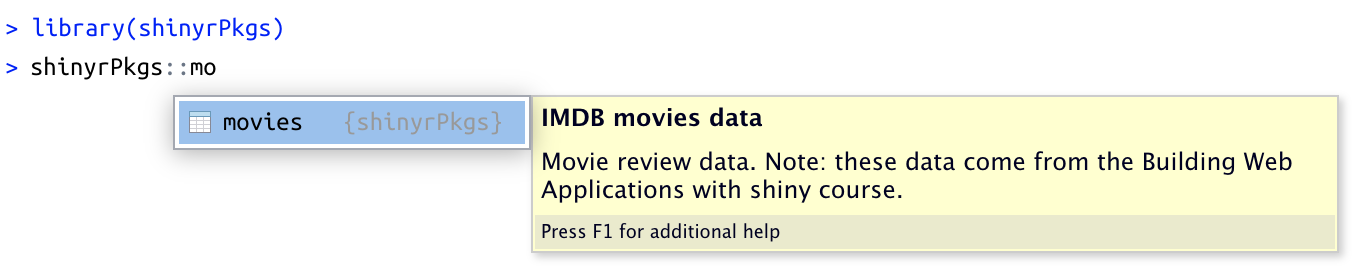 > library(shinyrPkgs)
> shinyrPkgs::mo
movies {shinyrPkgs}
IMDB movies data
Movie review data. Note: these data come from the Building Web
Applications with shiny course.
Press F1 for additional help